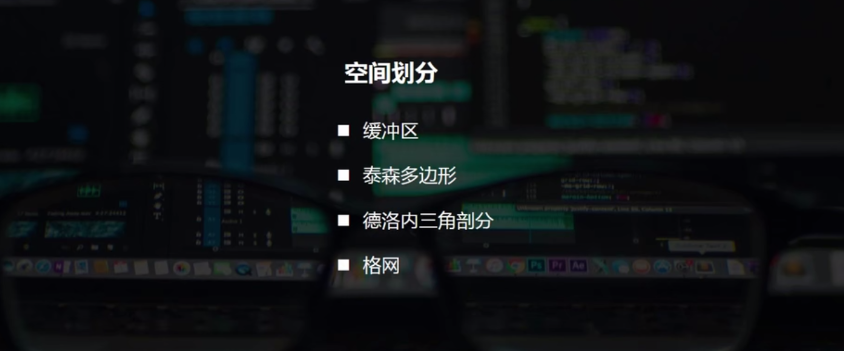 空间划分
缓冲区
泰森多边形
德洛内三角剖分
格网